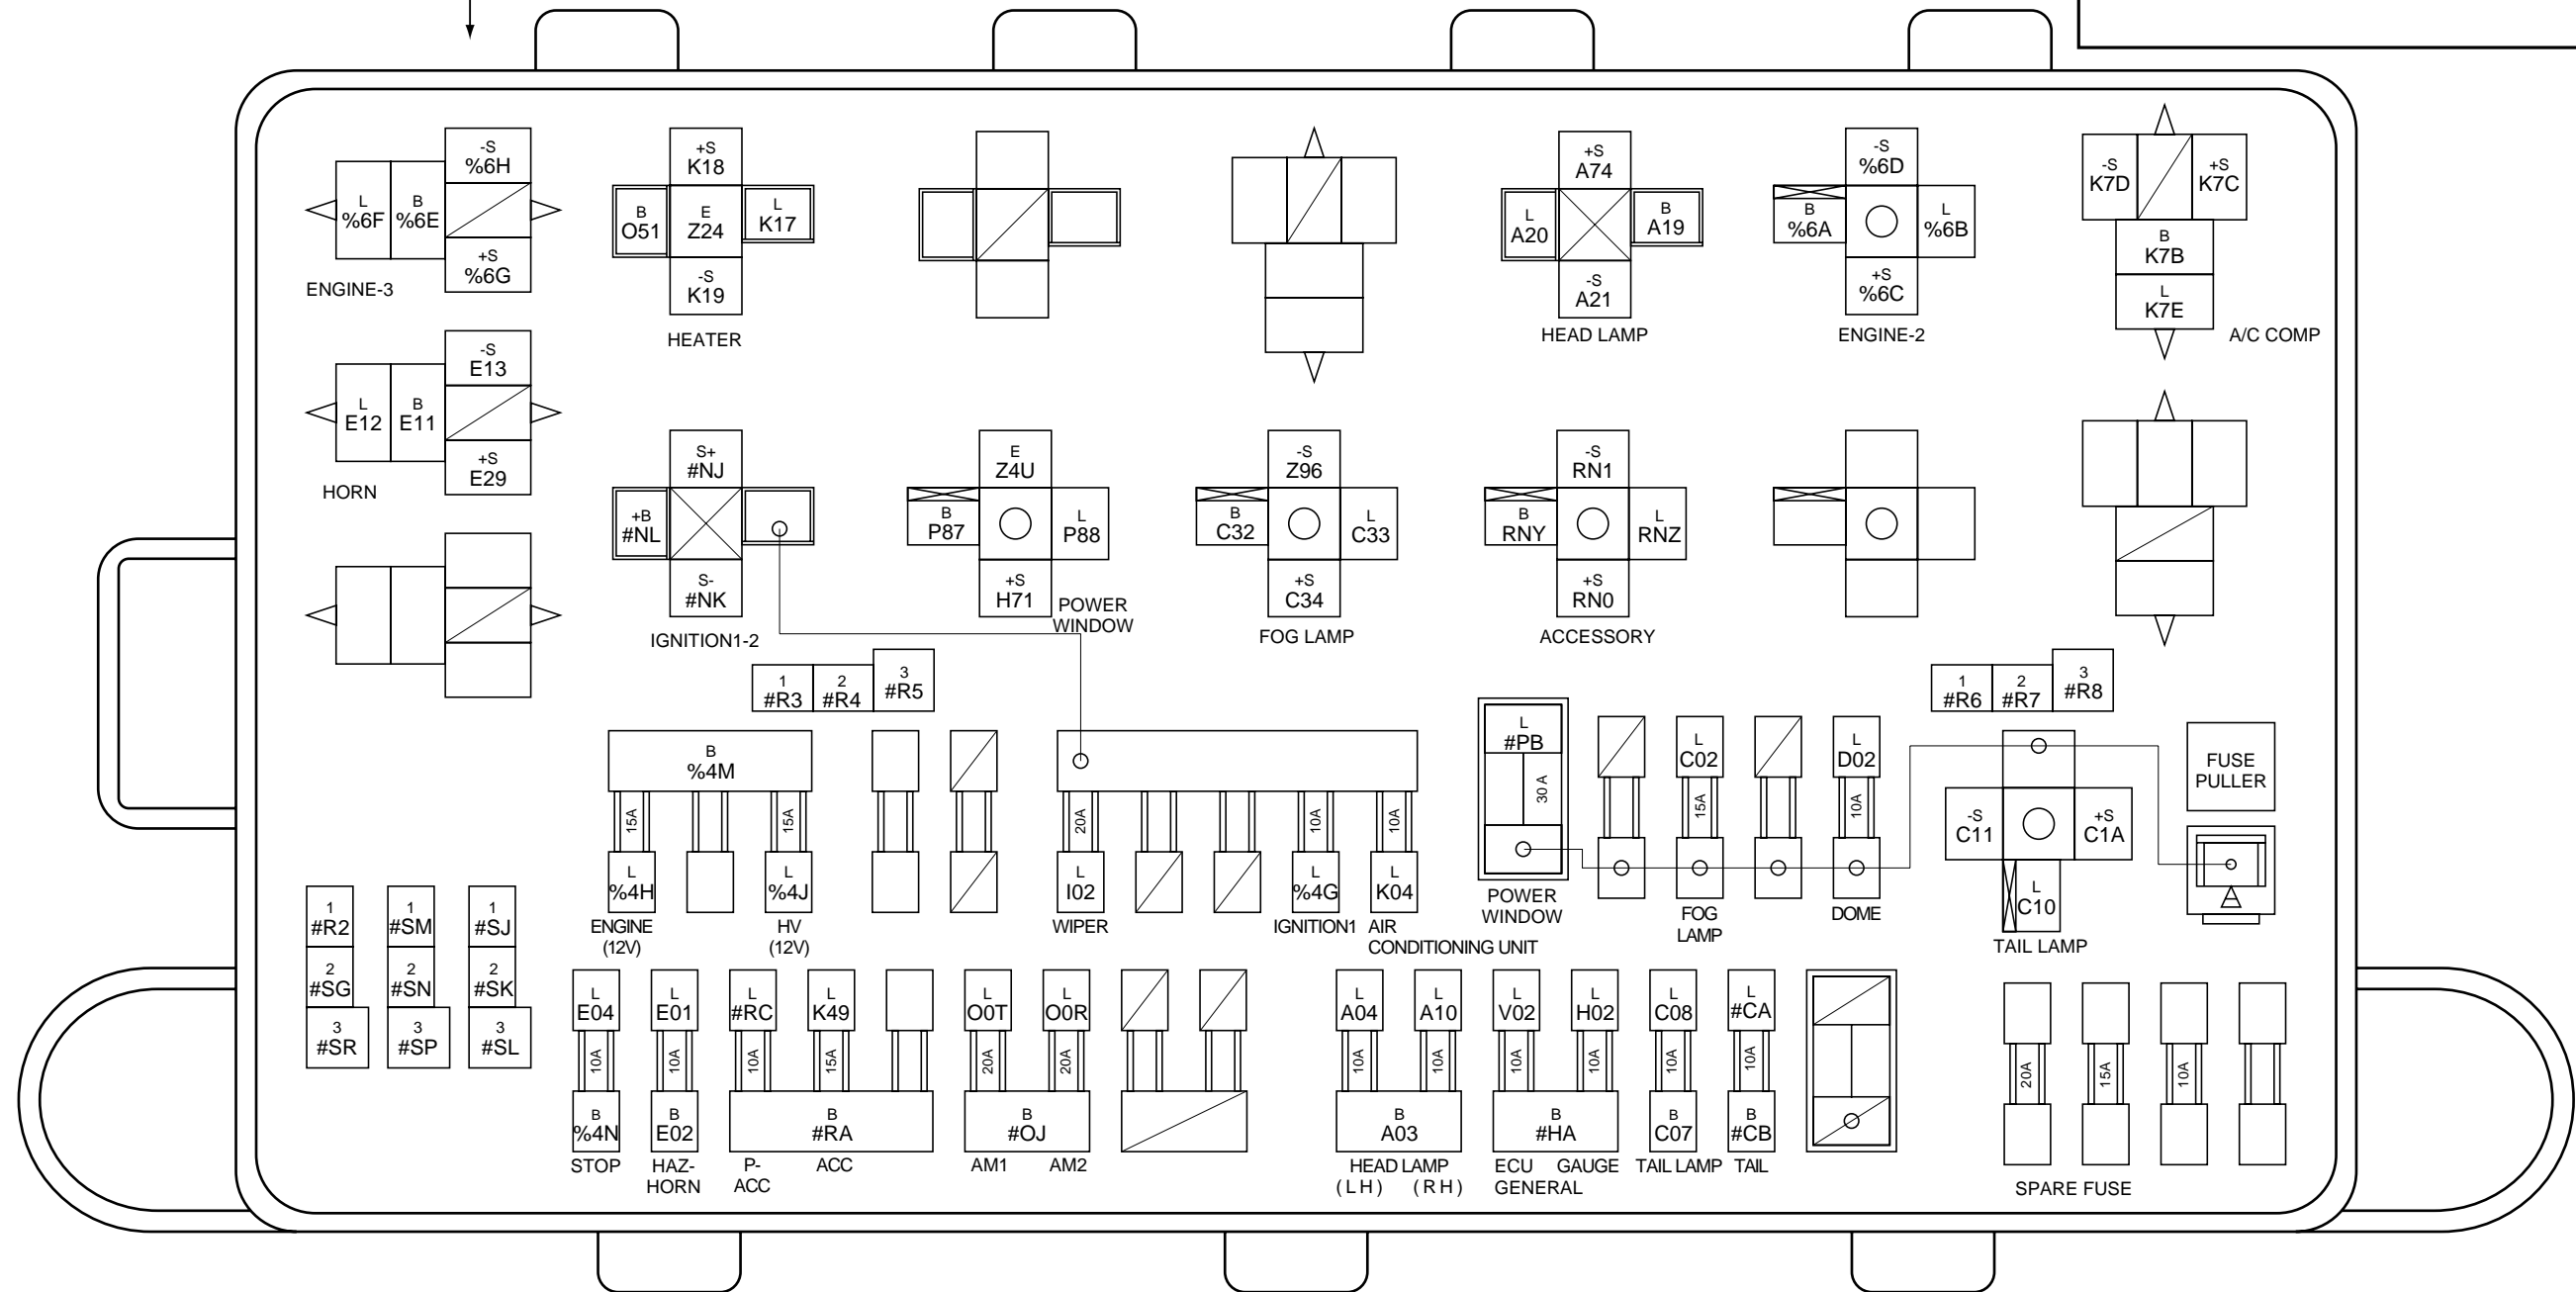 -S
%6H
L
%6F
B
%6E
+S
%6G
ENGINE-3
+S
K18
B
O51
E
Z24
L
K17
-S
K19
HEATER
+S
A74
L
A20
B
A19
-S
A21
HEAD LAMP
-S
%6D
B
%6A
L
%6B
+S
%6C
ENGINE-2
-S
K7D
+S
K7C
B
K7B
L
K7E
A/C COMP
-S
E13
L
E12
B
E11
+S
E29
HORN
S+
#NJ
+B
#NL
S-
#NK
IGNITION1-2
E
Z4U
B
P87
L
P88
+S
H71
POWER
WINDOW
-S
Z96
B
C32
L
C33
+S
C34
FOG LAMP
-S
RN1
B
RNY
L
RNZ
+S
RN0
ACCESSORY
1
#R3
2
#R4
3
#R5
1
#R6
2
#R7
3
#R8
B
%4M
15A
15A
L
%4H
L
%4J
ENGINE
(12V)
HV
(12V)
20A
10A
10A
L
I02
L
%4G
L
K04
WIPER
IGNITION1
AIR
CONDITIONING UNIT
L
#PB
30 A
POWER
WINDOW
L
C02
15A
FOG
LAMP
L
D02
10A
DOME
-S
C11
+S
C1A
L
C10
TAIL LAMP
FUSE
PULLER
A
1
#R2
2
#SG
3
#SR
1
#SM
2
#SN
3
#SP
1
#SJ
2
#SK
3
#SL
L
E04
10A
B
%4N
STOP
L
E01
10A
B
E02
HAZ-
HORN
L
#RC
L
K49
10A
15A
B
#RA
P-
ACC
ACC
L
O0T
L
O0R
20A
20A
B
#OJ
AM1
AM2
L
A04
L
A10
10A
10A
B
A03
HEAD LAMP
(LH)
(RH)
L
V02
L
H02
10A
10A
B
#HA
ECU
GENERAL
GAUGE
L
C08
10A
B
C07
TAIL LAMP
L
#CA
10A
B
#CB
TAIL
20A
15A
10A
SPARE FUSE